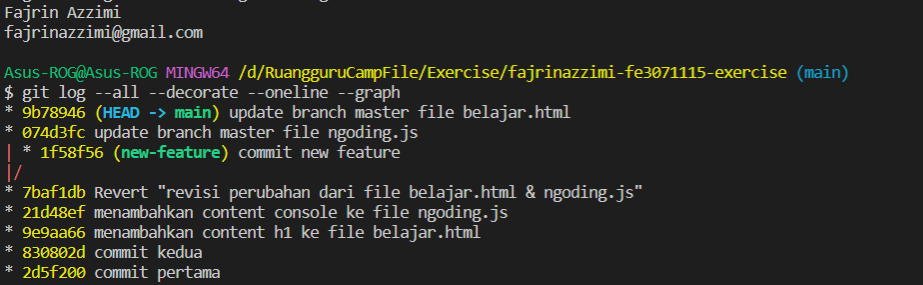 Fajrin Azzimi
fajrinazzimi@gmail.com
Asus-ROG@Asus-ROG MINGW64 /d/RuangguruCampFile/Exercise/fajrinazzimi-fe3071115-exercise (main)
$ git log --all --decorate --oneline --graph
* 9b78946 (HEAD -> main) update branch master file belajar.html
* 074d3fc update branch master file ngoding.js
| * 1f58f56 (new-feature) commit new feature
|/
* 7baf1db Revert "revisi perubahan dari file belajar.html & ngoding.js"
* 21d48ef menambahkan content console ke file ngoding.js
* 9e9aa66 menambahkan content h1 ke file belajar.html
* 830802d commit kedua
* 2d5f200 commit pertama